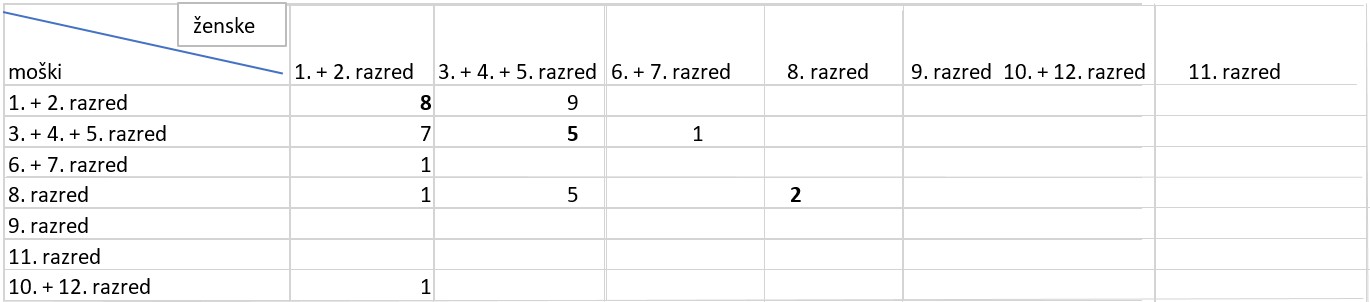 ženske
moški 1. + 2. razred 3. + 4. + 5. razred 6. + 7. razred 8. razred 9. razred 10. + 12. razred 11. razred
1. + 2. razred 8 9
3. + 4. + 5. razred 7 5 1
6. + 7. razred 1
8. razred 1 5 2
9. razred
11. razred
10. + 12. razred 1